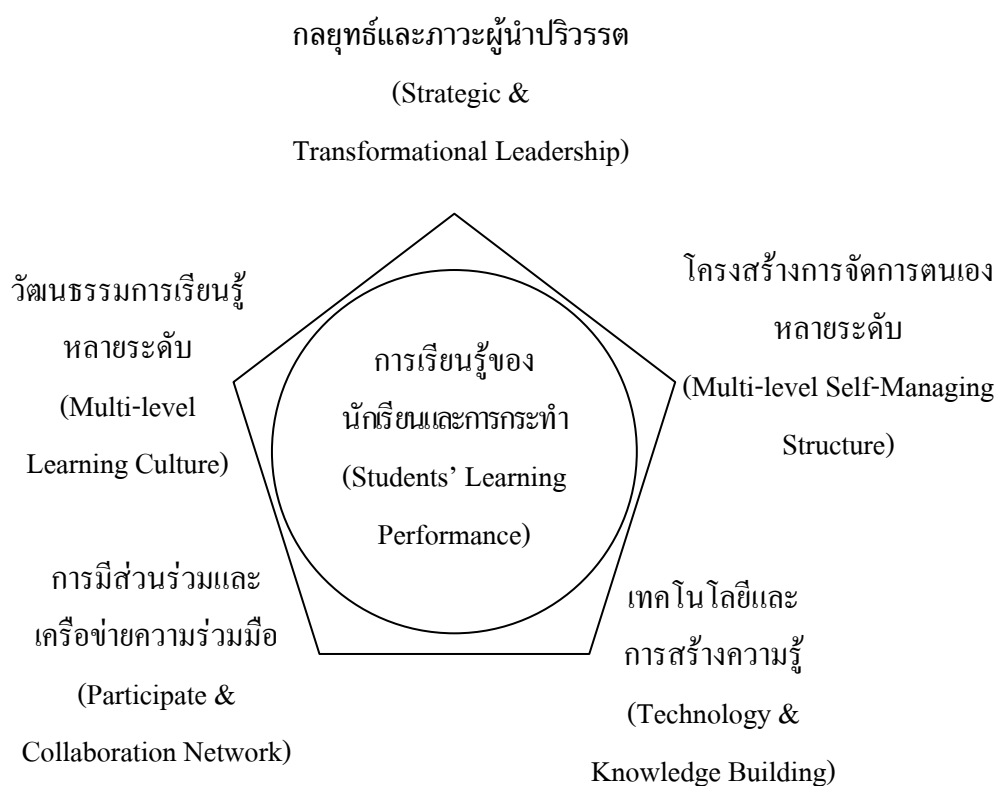 กลยุทธ์และภาวะผู้นำปริวรรต
(Strategic &
Transformational Leadership)
วัฒนธรรมการเรียนรู้
หลายระดับ
(Multi-level
Learning Culture)
โครงสร้างการจัดการตนเอง
หลายระดับ
(Multi-level Self-Managing
Structure)
การเรียนรู้ของ
นักเรียนและการกระทำ
(Students’ Learning
Performance)
การมีส่วนร่วมและ
เครือข่ายความร่วมมือ
(Participate &
Collaboration Network)
เทคโนโลยีและ
การสร้างความรู้
(Technology &
Knowledge Building)